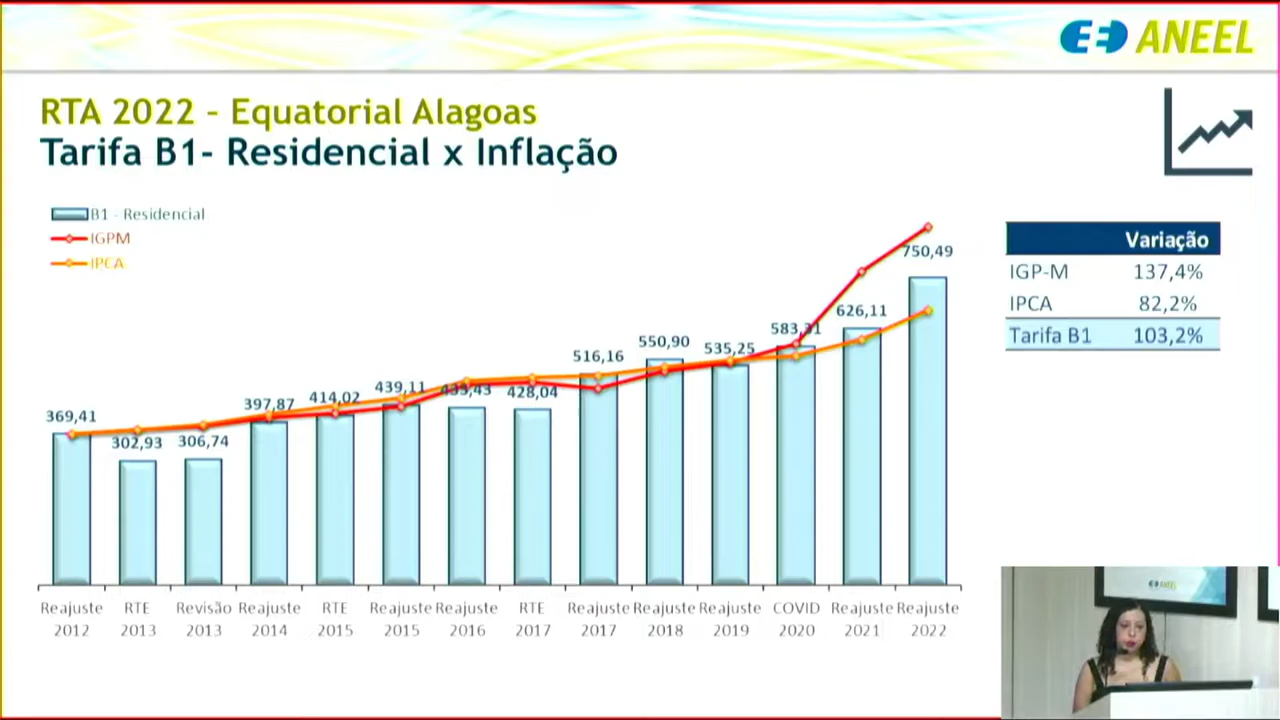 ANEEL
RTA 2022 – Equatorial Alagoas
Tarifa B1- Residencial x Inflação
B1 - Residencial
IGPM
IPCA
369,41
302,93
306,74
397,87
414,02
439,11
433,43
428,04
516,16
550,90
535,25
583,31
626,11
750,49
Reajuste 2012
RTE 2013
Revisão 2013
Reajuste 2014
RTE 2015
Reajuste 2015
Reajuste 2016
RTE 2017
Reajuste 2017
Reajuste 2018
Reajuste 2019
COVID 2020
Reajuste 2021
Reajuste 2022
Variação
IGP-M 137,4%
IPCA 82,2%
Tarifa B1 103,2%
ANEEL